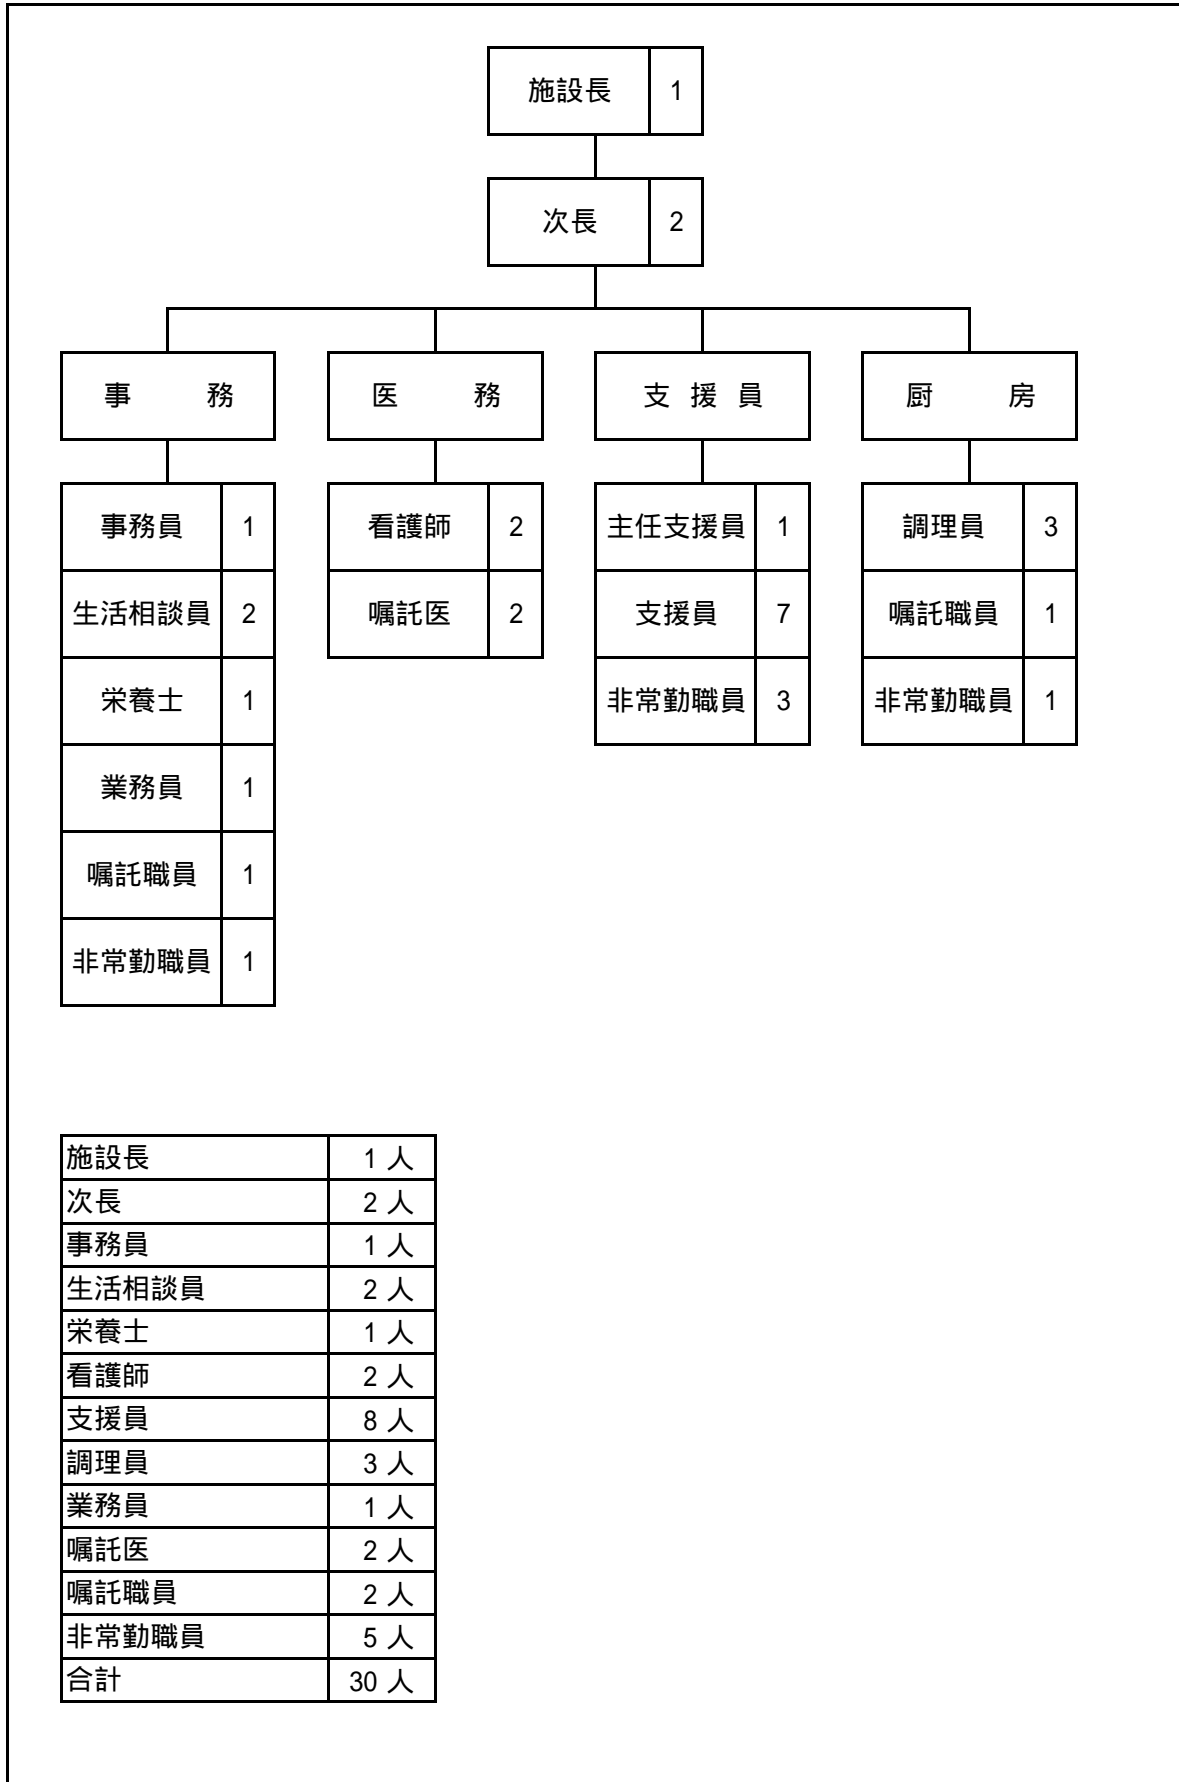 施設長 1
次長 2
事 務 医 務 支 援 員 厨 房
事務員 1 看護師 2 主任支援員 1 調理員 3
生活相談員 2 嘱託医 2 支援員 7 嘱託職員 1
栄養士 1 非常勤職員 3 非常勤職員 1
業務員 1
嘱託職員 1
非常勤職員 1
施設長 1 人
次長 2 人
事務員 1 人
生活相談員 2 人
栄養士 1 人
看護師 2 人
支援員 8 人
調理員 3 人
業務員 1 人
嘱託医 2 人
嘱託職員 2 人
非常勤職員 5 人
合計 30 人